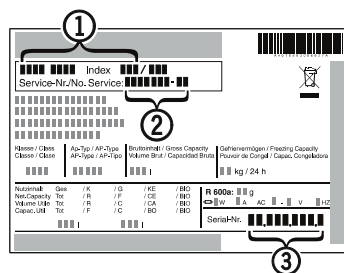 1
Index /
Service-Nr./No. Service: -
2
Klasse / Class
Classe / Clase
Ap-Typ / AP-Type
AP-Type / AP-Tipo
Bruttoinhalt / Gross Capacity
Volume Brut / Capacidad Bruta
Gefriervermögen / Freezing Capacity
Pouvoir de Congel / Capac. Congeladora
l
kg / 24 h
Nutzinhalt Ges / K / G / KE / BIO
Net.Capacity Tot / R / F / CE / BIO
Volume Utile Tot / R / C / CA / BIO
Capac. Util Tot / F / C / BO / BIO
l l
R 600a: g
W A AC - V HZ
Serial-Nr. . . .
3